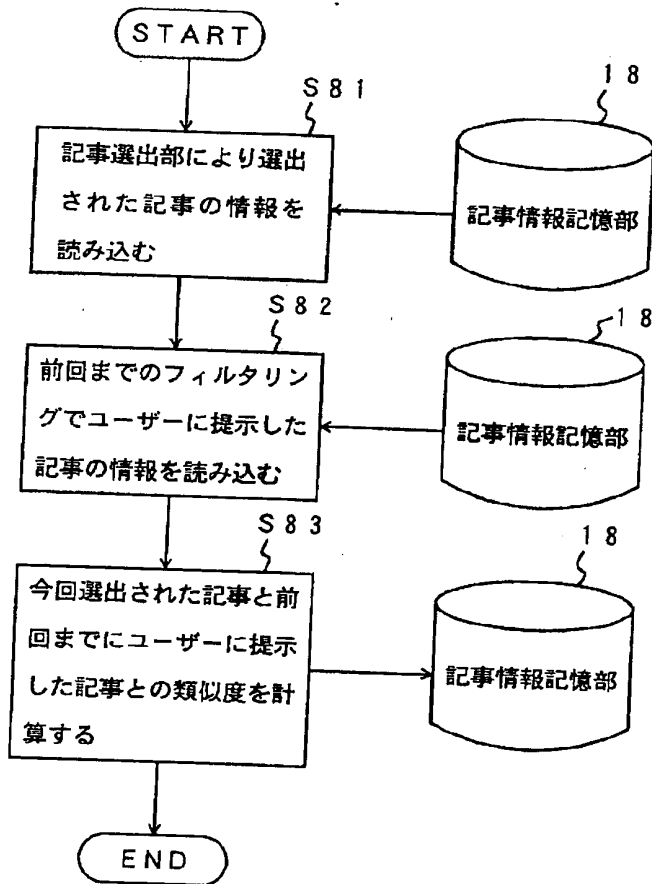 START
S81
18
記事選出部により選出
された記事の情報を
読み込む
記事情報記憶部
S82
18
前回までのフィルタリン
グでユーザーに提示した
記事の情報を読み込む
記事情報記憶部
S83
18
今回選出された記事と前
回までにユーザーに提示
した記事との類似度を計
算する
記事情報記憶部
END